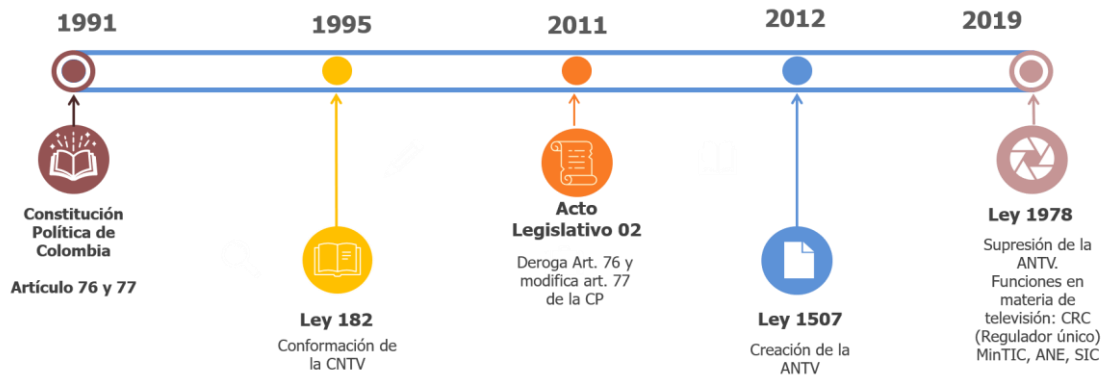 1991
1995
2011
2012
2019
Constitución
Política de
Colombia
Artículo 76 y 77
Ley 182
Conformación de
la CNTV
Acto
Legislativo 02
Deroga Art. 76 y
modifica art. 77
de la CP
Ley 1507
Creación de la
ANTV
Ley 1978
Supresión de la
ANTV.
Funciones en
materia de
televisión: CRC
(Regulador único)
MinTIC, ANE, SIC